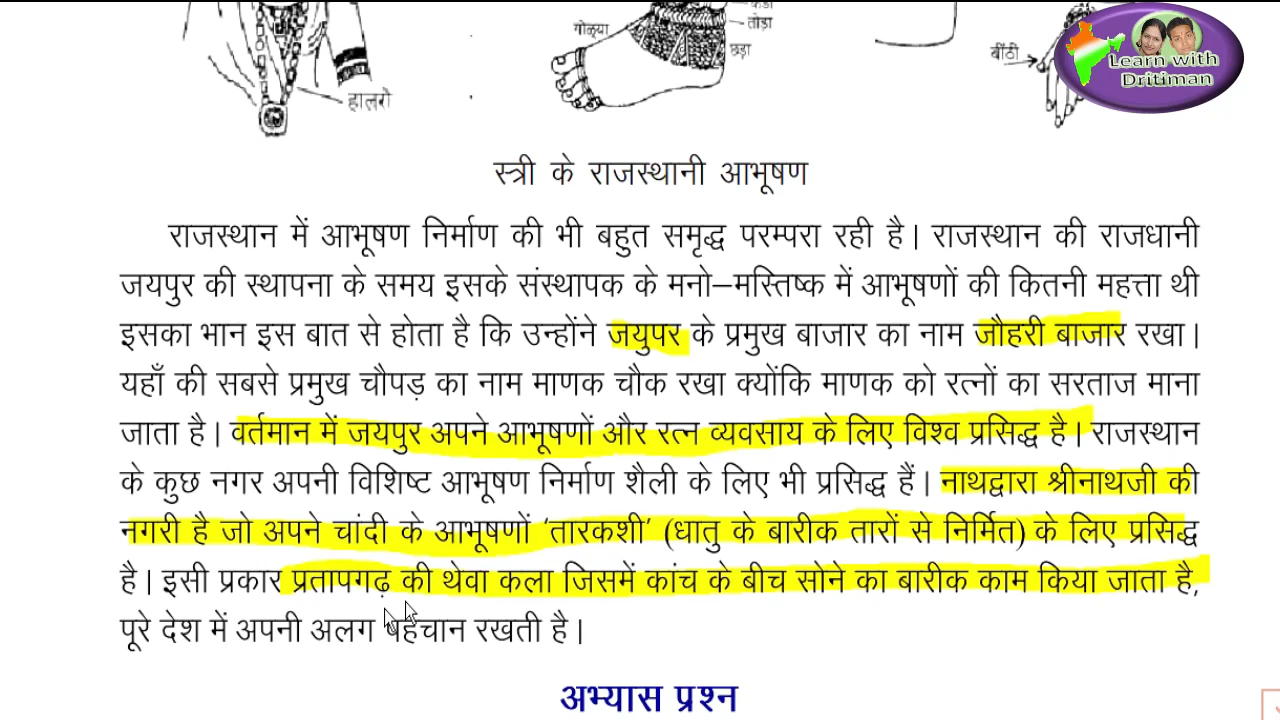 तोड़ा
गोळ्या
छड़ा
बींठी
हालरो
Learn with
Dritiman
स्त्री के राजस्थानी आभूषण
राजस्थान में आभूषण निर्माण की भी बहुत समृद्ध परम्परा रही है। राजस्थान की राजधानी
जयपुर की स्थापना के समय इसके संस्थापक के मनो–मस्तिष्क में आभूषणों की कितनी महत्ता थी
इसका भान इस बात से होता है कि उन्होंने जयुपर के प्रमुख बाजार का नाम जौहरी बाजार रखा।
यहाँ की सबसे प्रमुख चौपड़ का नाम माणक चौक रखा क्योंकि माणक को रत्नों का सरताज माना
जाता है। वर्तमान में जयपुर अपने आभूषणों और रत्न व्यवसाय के लिए विश्व प्रसिद्ध है। राजस्थान
के कुछ नगर अपनी विशिष्ट आभूषण निर्माण शैली के लिए भी प्रसिद्ध हैं। नाथद्वारा श्रीनाथजी की
नगरी है जो अपने चांदी के आभूषणों 'तारकशी' (धातु के बारीक तारों से निर्मित) के लिए प्रसिद्ध
है। इसी प्रकार प्रतापगढ़ की थेवा कला जिसमें कांच के बीच सोने का बारीक काम किया जाता है,
पूरे देश में अपनी अलग पहचान रखती है।
अभ्यास प्रश्न